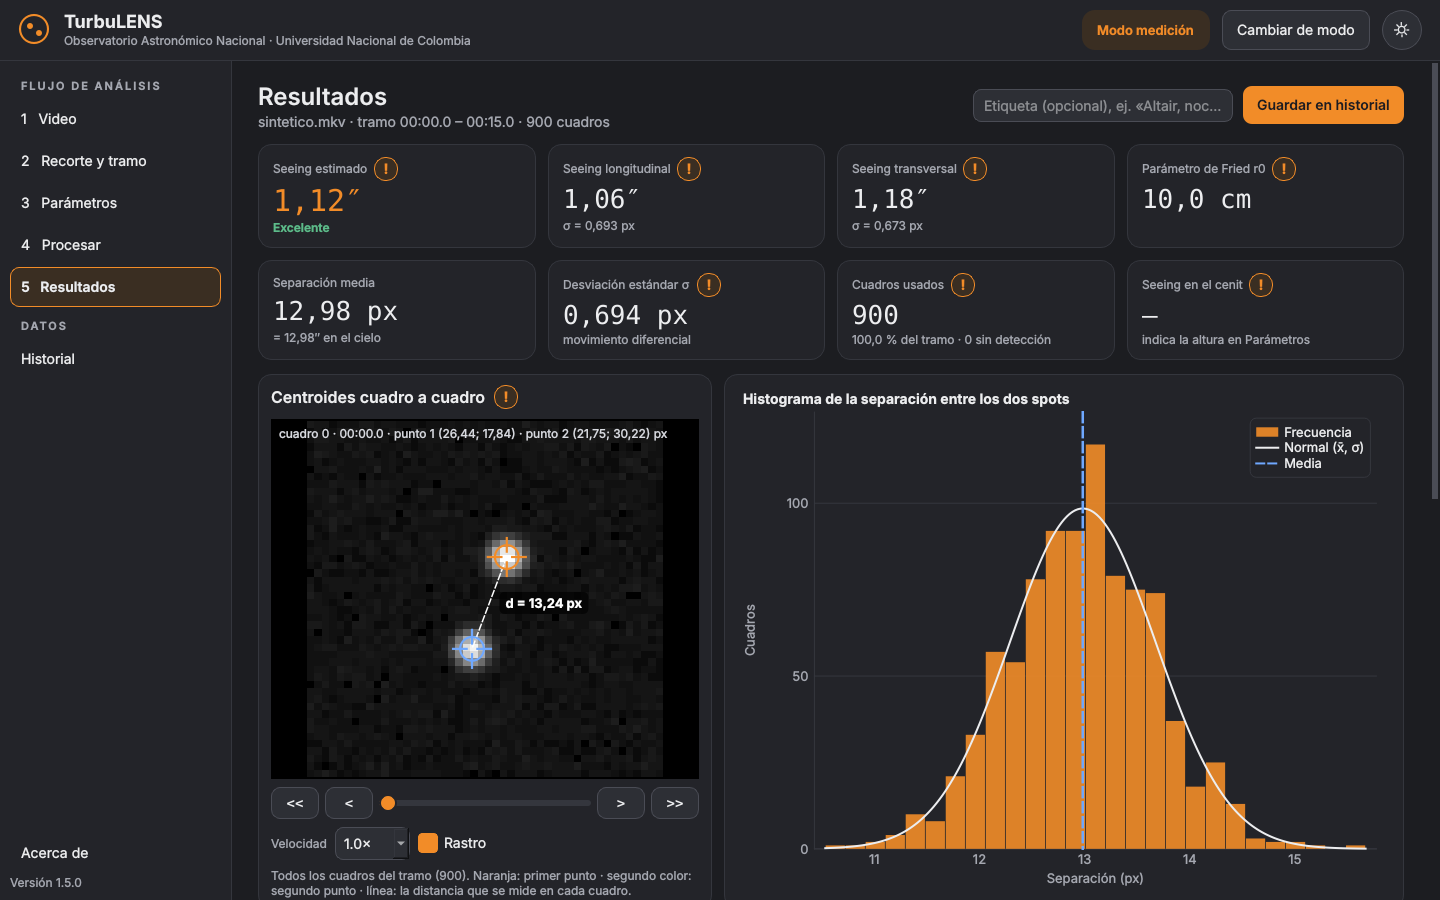 TurbuLENS
Observatorio Astronómico Nacional · Universidad Nacional de Colombia
Modo medición
Cambiar de modo
FLUJO DE ANÁLISIS
1 Video
2 Recorte y tramo
3 Parámetros
4 Procesar
5 Resultados
DATOS
Historial
Acerca de
Versión 1.5.0
Resultados
sintetico.mkv · tramo 00:00.0 – 00:15.0 · 900 cuadros
Etiqueta (opcional), ej. «Altair, noc...
Guardar en historial
Seeing estimado !
1,12″
Excelente
Seeing longitudinal !
1,06″
σ = 0,693 px
Seeing transversal !
1,18″
σ = 0,673 px
Parámetro de Fried r0 !
10,0 cm
Separación media
12,98 px
= 12,98″ en el cielo
Desviación estándar σ !
0,694 px
movimiento diferencial
Cuadros usados !
900
100,0 % del tramo · 0 sin detección
Seeing en el cenit !
—
indica la altura en Parámetros
Centroides cuadro a cuadro !
cuadro 0 · 00:00.0 · punto 1 (26,44; 17,84) · punto 2 (21,75; 30,22) px
d = 13,24 px
<< < > >>
Velocidad 1.0× Rastro
Todos los cuadros del tramo (900). Naranja: primer punto · segundo color:
segundo punto · línea: la distancia que se mide en cada cuadro.
Histograma de la separación entre los dos spots
Frecuencia
Normal (x̄, σ)
Media
Cuadros
100
50
0
11 12 13 14 15
Separación (px)